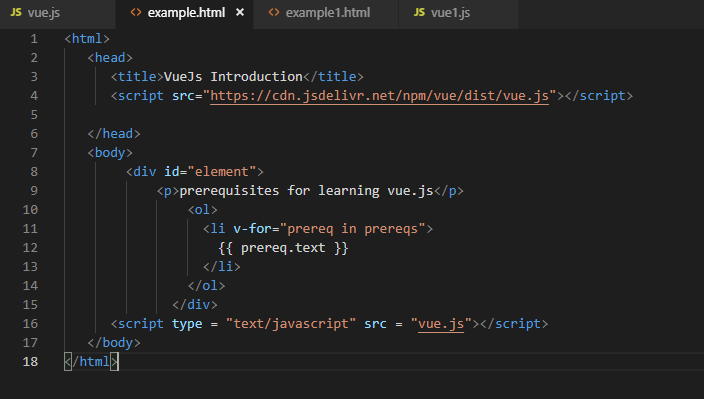 JS vue.js <> example.html × <> example1.html JS vue1.js
1 <html>
2 <head>
3 <title>VueJs Introduction</title>
4 <script src="https://cdn.jsdelivr.net/npm/vue/dist/vue.js"></script>
5
6 </head>
7 <body>
8 <div id="element">
9 <p>prerequisites for learning vue.js</p>
10 <ol>
11 <li v-for="prereq in prereqs">
12 {{ prereq.text }}
13 </li>
14 </ol>
15 </div>
16 <script type = "text/javascript" src = "vue.js"></script>
17 </body>
18 </html>